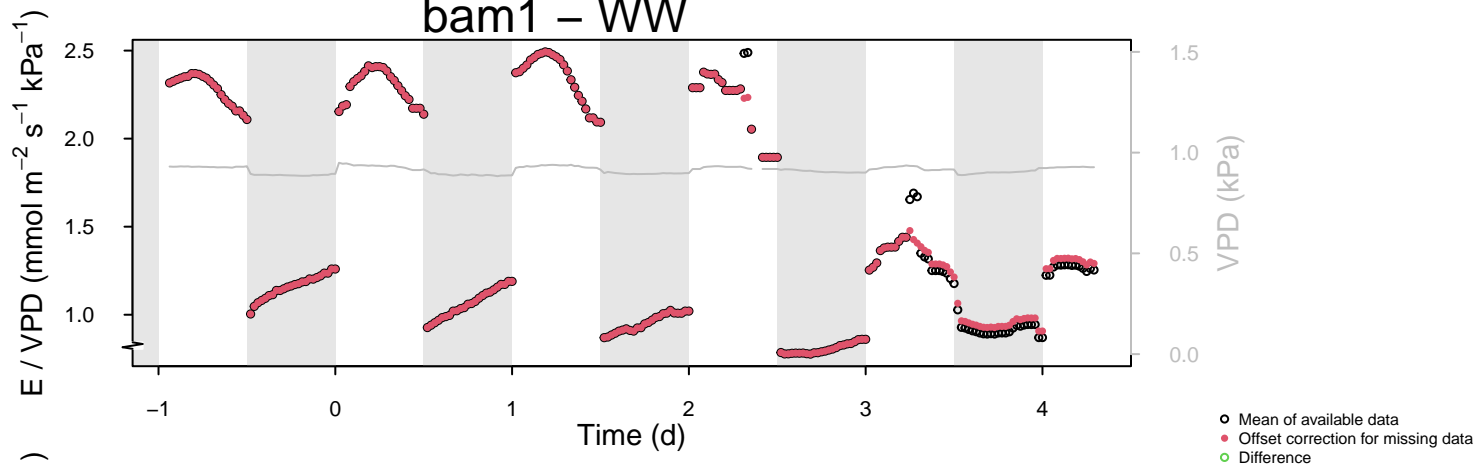 bam1 – WW
E / VPD (mmol m−2 s−1 kPa−1)
2.5
2.0
1.5
1.0
1.5
1.0
0.5
0.0
VPD (kPa)
−1 0 1 2 3 4
Time (d)
Mean of available data
Offset correction for missing data
Difference
)